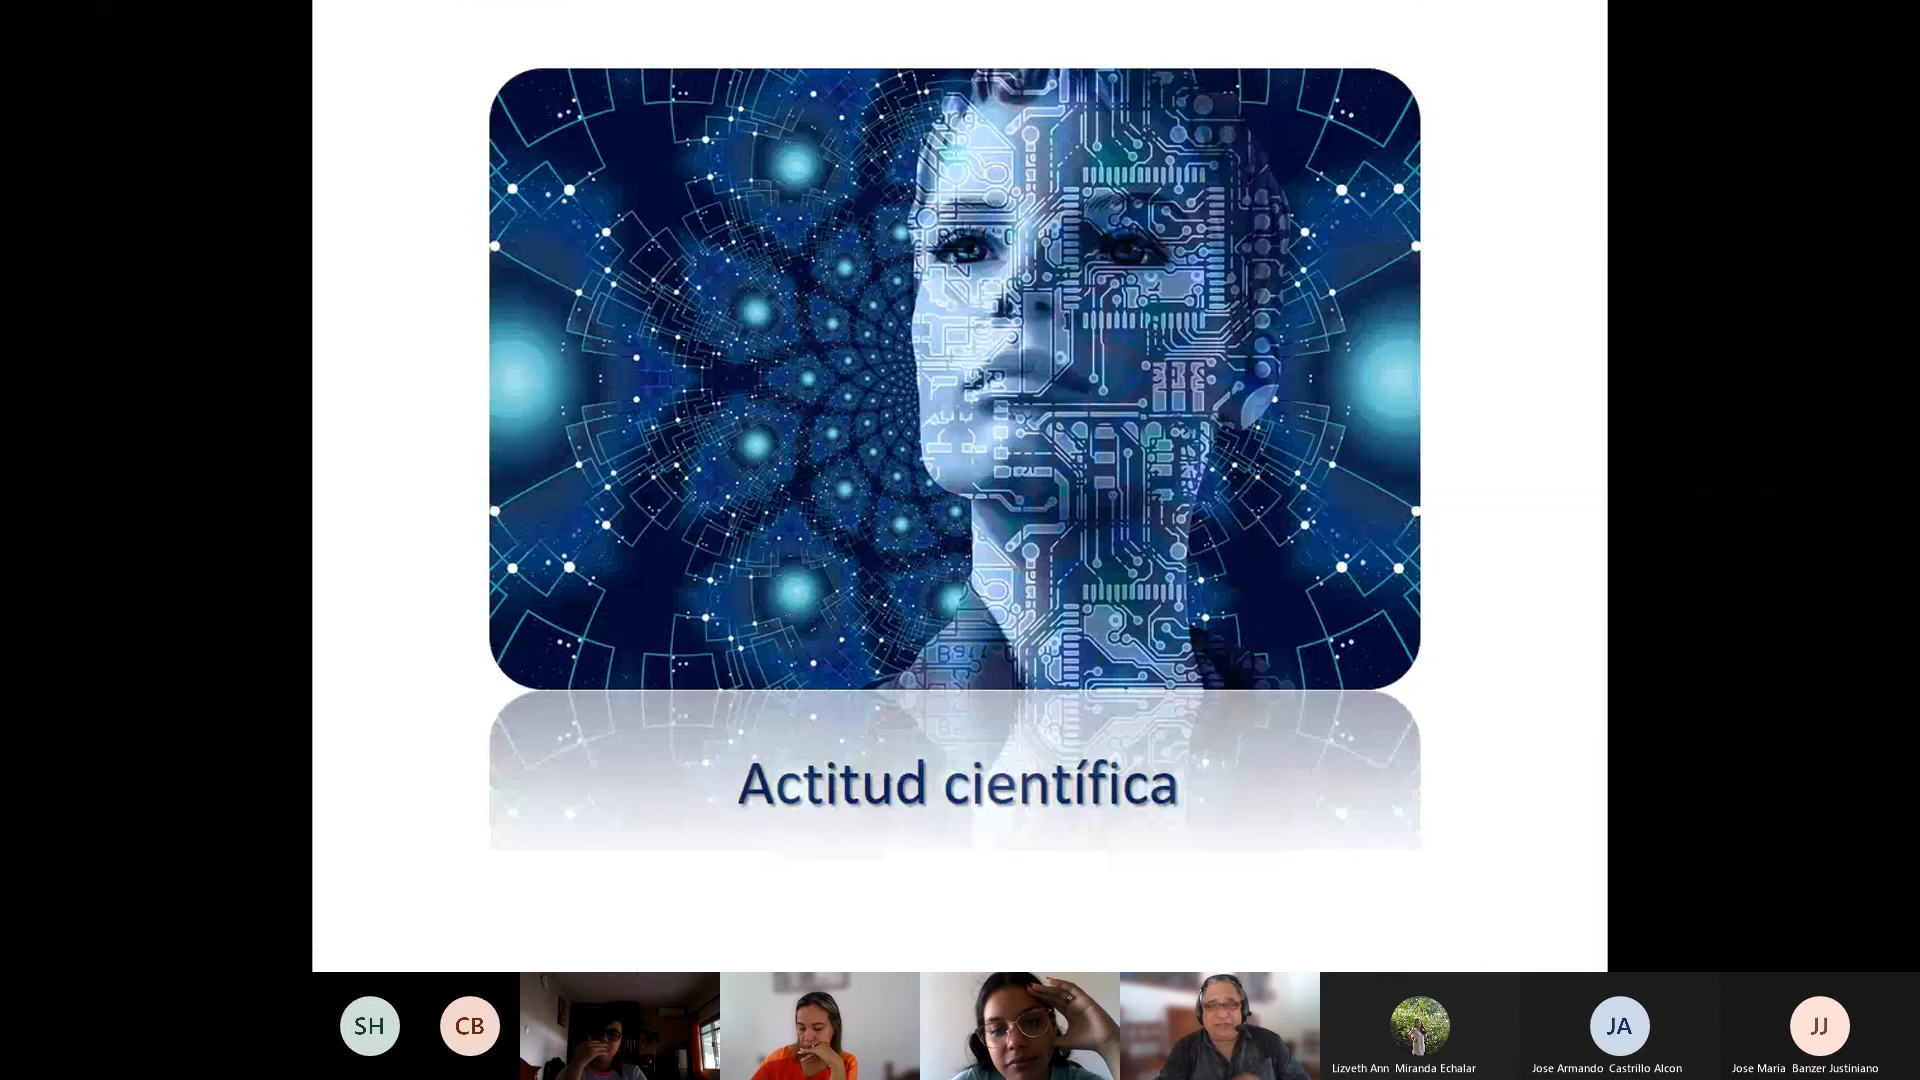 Actitud científica
SH
CB
Lizveth Ann Miranda Echalar
JA
Jose Armando Castrillo Alcon
JJ
Jose Maria Banzer Justiniano